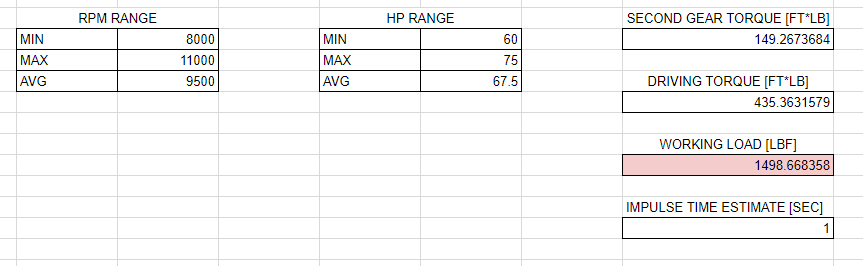 RPM RANGE HP RANGE SECOND GEAR TORQUE [FT*LB]
MIN 8000 MIN 60 149.2673684
MAX 11000 MAX 75
AVG 9500 AVG 67.5 DRIVING TORQUE [FT*LB]
435.3631579
WORKING LOAD [LBF]
1498.668358
IMPULSE TIME ESTIMATE [SEC]
1